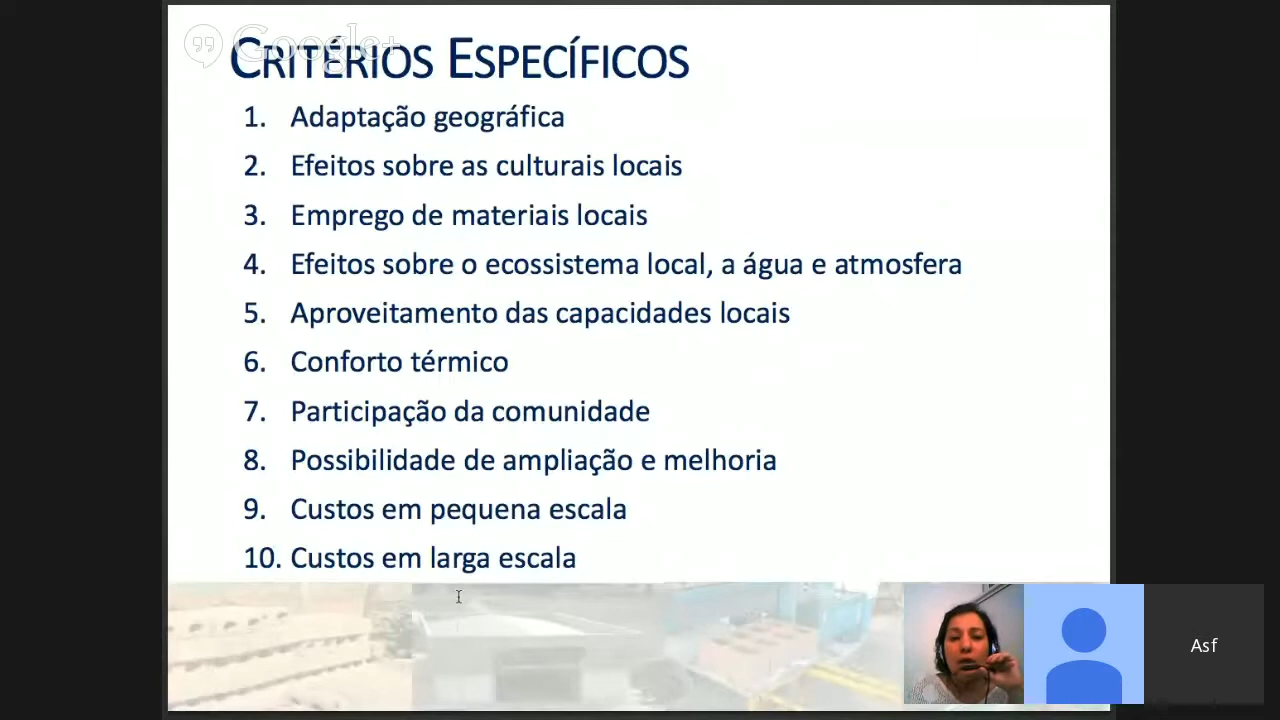 Google+
CRITÉRIOS ESPECÍFICOS
1. Adaptação geográfica
2. Efeitos sobre as culturais locais
3. Emprego de materiais locais
4. Efeitos sobre o ecossistema local, a água e atmosfera
5. Aproveitamento das capacidades locais
6. Conforto térmico
7. Participação da comunidade
8. Possibilidade de ampliação e melhoria
9. Custos em pequena escala
10. Custos em larga escala
Asf